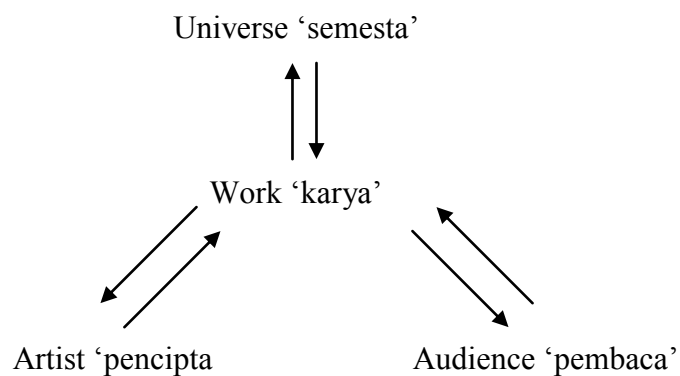 Universe ‘semesta’
Work ‘karya’
Artist ‘pencipta
Audience ‘pembaca’